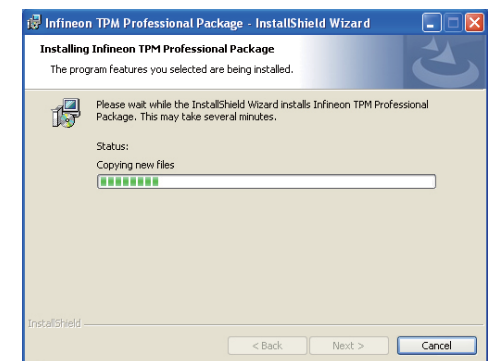 Infineon TPM Professional Package - InstallShield Wizard
Installing Infineon TPM Professional Package
The program features you selected are being installed.
Please wait while the InstallShield Wizard installs Infineon TPM Professional
Package. This may take several minutes.
Status:
Copying new files
InstallShield
< Back Next > Cancel